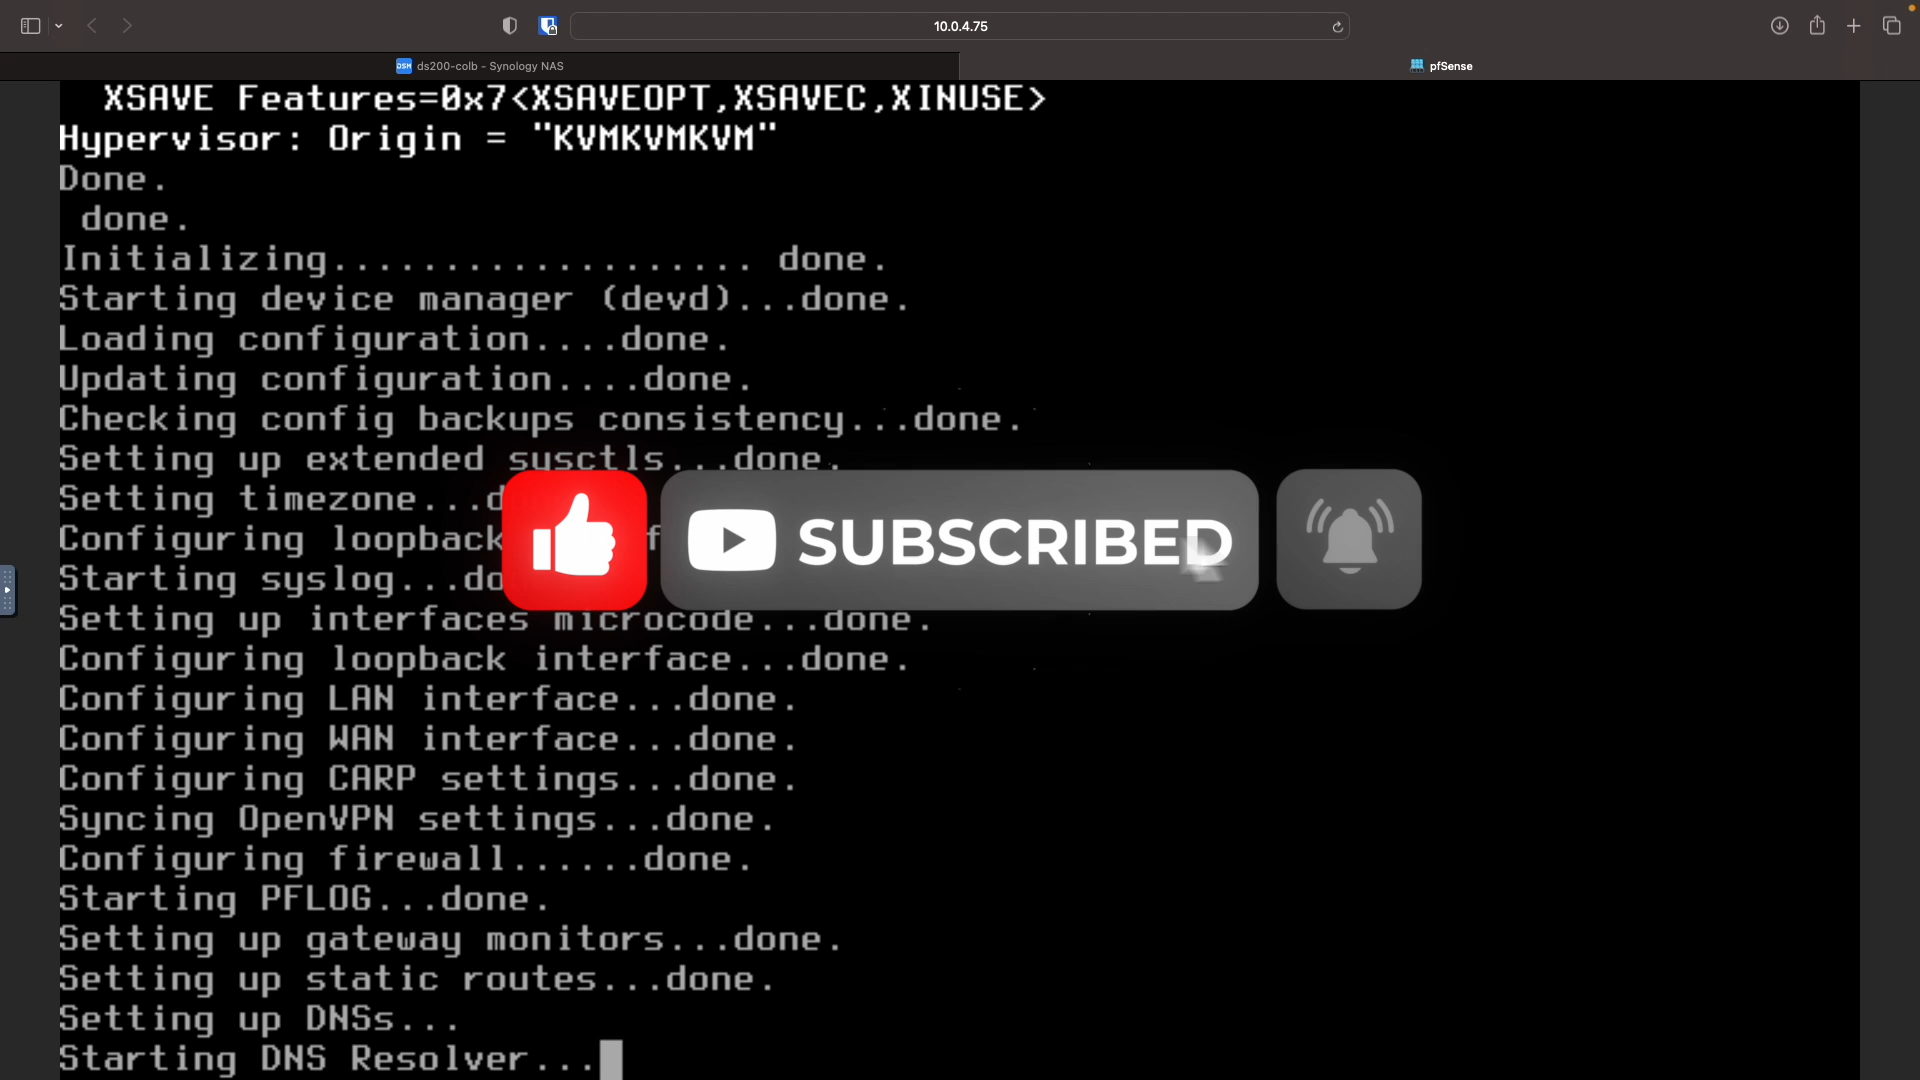 10.0.4.75
DSM ds200-colb - Synology NAS
pfSense
XSAVE Features=0x7<XSAVEOPT,XSAVEC,XINUSE>
Hypervisor: Origin = "KVMKVMKVM"
Done.
done.
Initializing................... done.
Starting device manager (devd)...done.
Loading configuration....done.
Updating configuration....done.
Checking config backups consistency...done.
Setting up extended sysctls...done.
Setting timezone...d
Configuring loopback
Starting syslog...do
SUBSCRIBED
Setting up interfaces microcode...done.
Configuring loopback interface...done.
Configuring LAN interface...done.
Configuring WAN interface...done.
Configuring CARP settings...done.
Syncing OpenVPN settings...done.
Configuring firewall......done.
Starting PFLOG...done.
Setting up gateway monitors...done.
Setting up static routes...done.
Setting up DNSs...
Starting DNS Resolver...